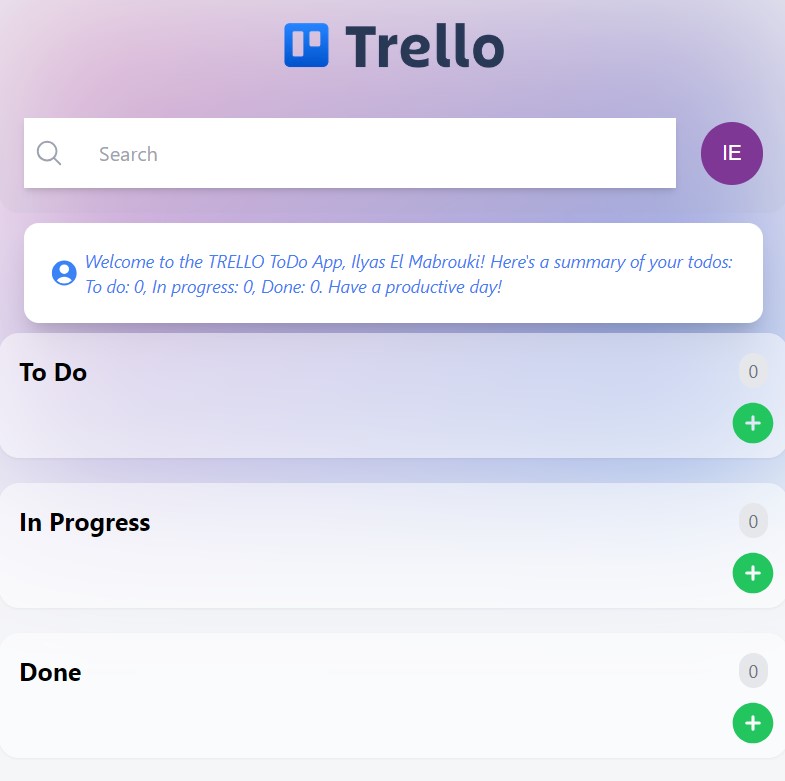 Trello
Search
IE
Welcome to the TRELLO ToDo App, Ilyas El Mabrouki! Here's a summary of your todos:
To do: 0, In progress: 0, Done: 0. Have a productive day!
To Do
0
In Progress
0
Done
0